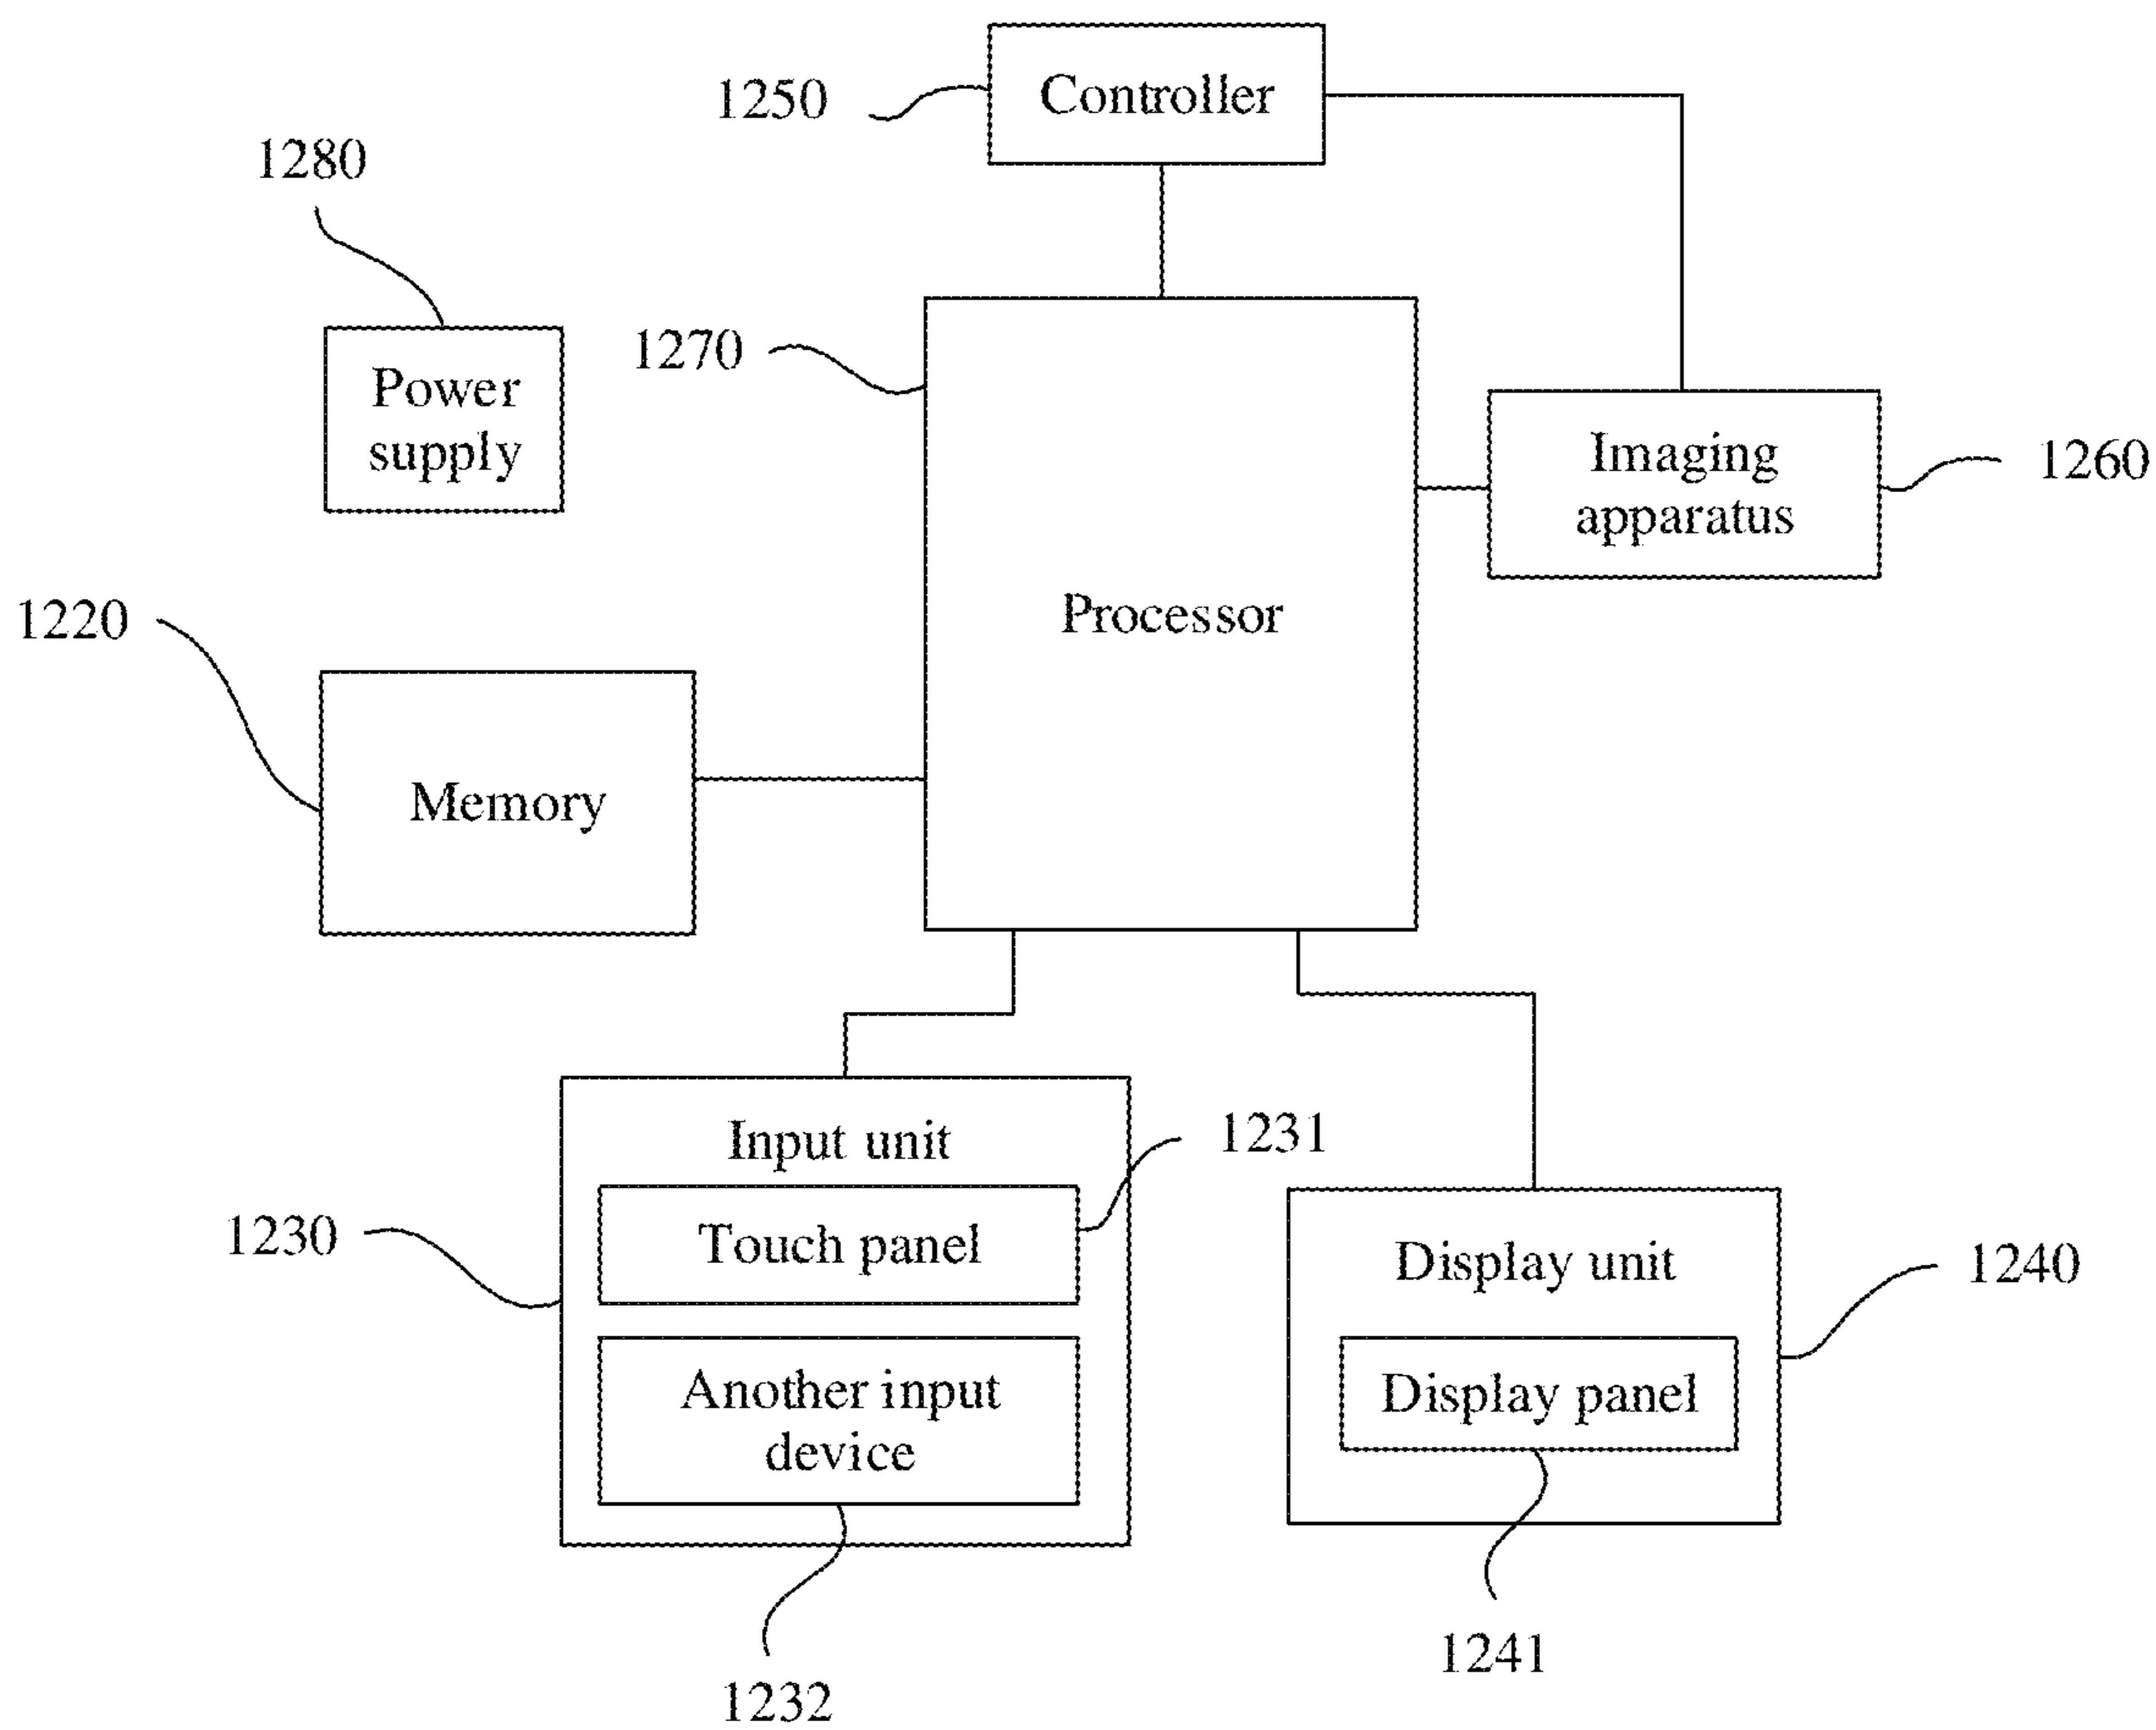 1250
Controller
1280
1270
Power
supply
Imaging
apparatus
1260
Processor
1220
Memory
Input unit
1231
1230
Touch panel
Display unit
1240
Another input
device
Display panel
1241
1232